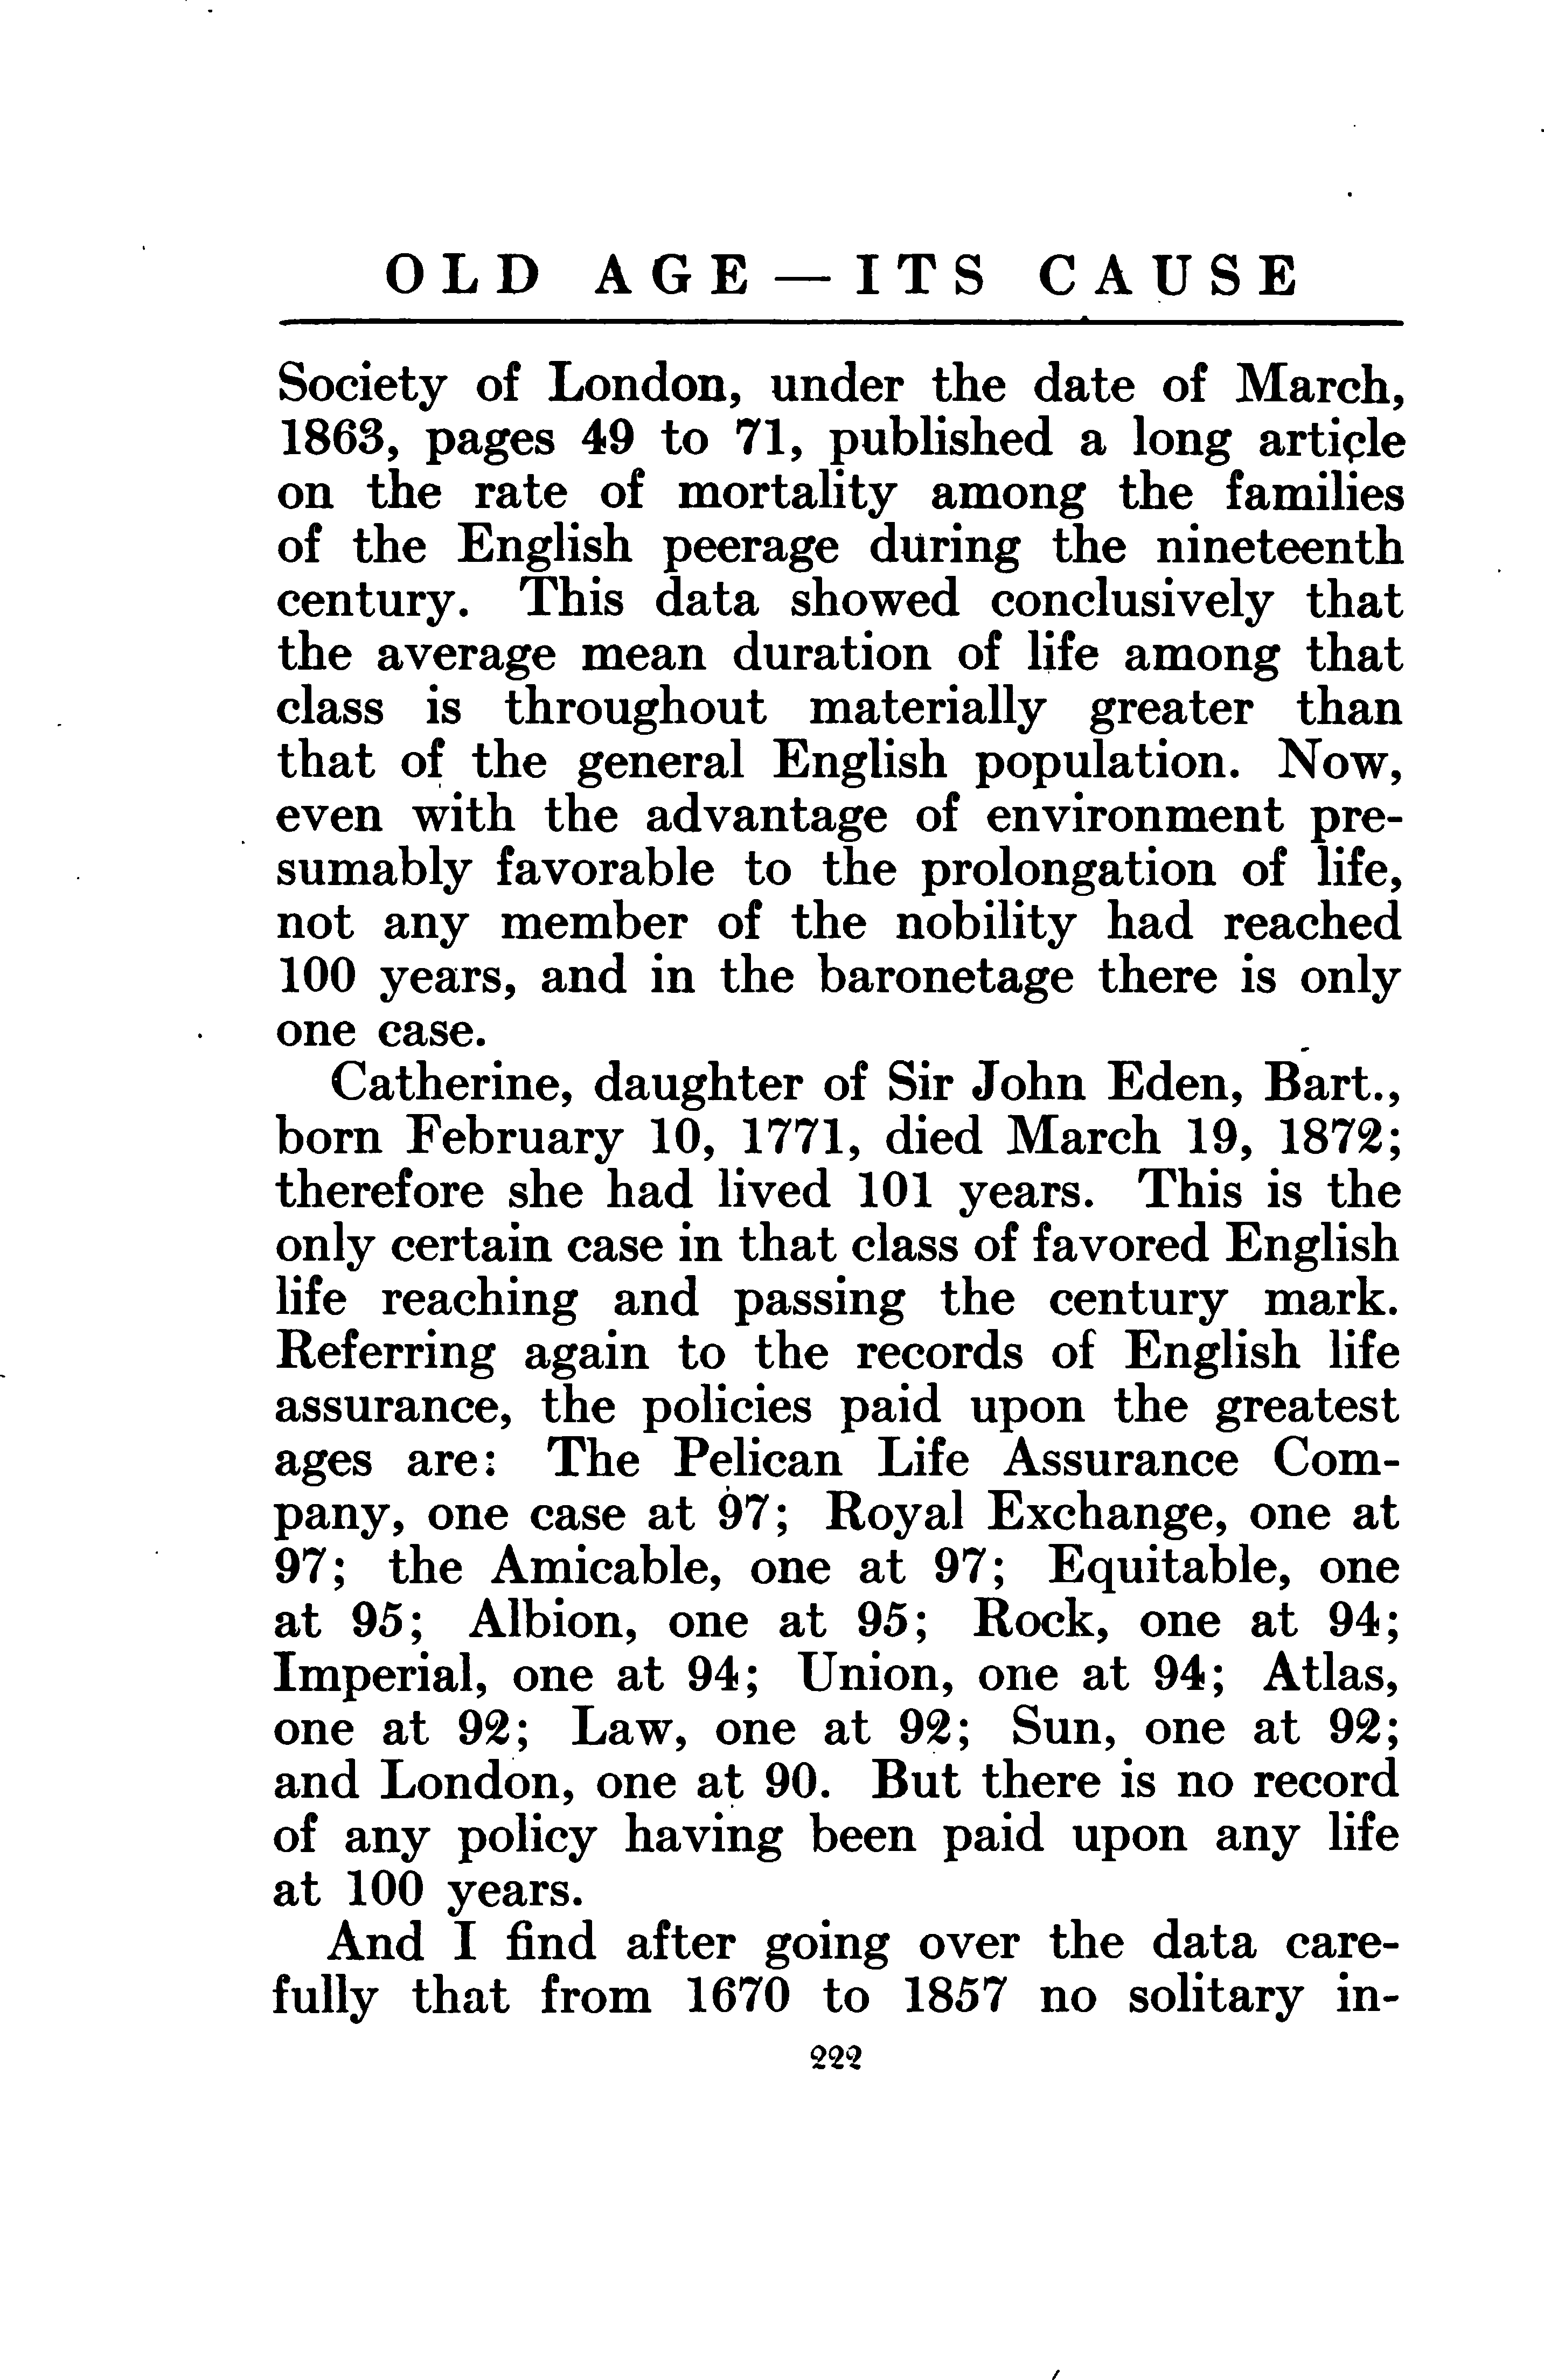 OLD AGE—ITS CAUSE
Society of London, under the date of March,
1863, pages 49 to 71, published a long article
on the rate of mortality among the families
of the English peerage during the nineteenth
century. This data showed conclusively that
the average mean duration of life among that
class is throughout materially greater than
that of the general English population. Now,
even with the advantage of environment pre-
sumably favorable to the prolongation of life,
not any member of the nobility had reached
100 years, and in the baronetage there is only
one case.
Catherine, daughter of Sir John Eden, Bart.,
born February 10, 1771, died March 19, 1872;
therefore she had lived 101 years. This is the
only certain case in that class of favored English
life reaching and passing the century mark.
Referring again to the records of English life
assurance, the policies paid upon the greatest
ages are: The Pelican Life Assurance Com-
pany, one case at 97; Royal Exchange, one at
97; the Amicable, one at 97; Equitable, one
at 95; Albion, one at 95; Rock, one at 94;
Imperial, one at 94; Union, one at 94; Atlas,
one at 92; Law, one at 92; Sun, one at 92;
and London, one at 90. But there is no record
of any policy having been paid upon any life
at 100 years.
And I find after going over the data care-
fully that from 1670 to 1857 no solitary in-
222